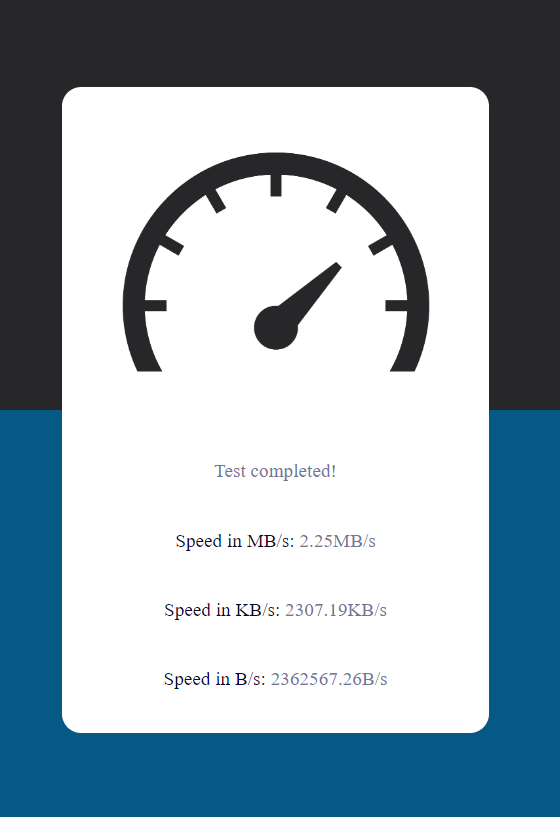 Test completed!
Speed in MB/s: 2.25MB/s
Speed in KB/s: 2307.19KB/s
Speed in B/s: 2362567.26B/s